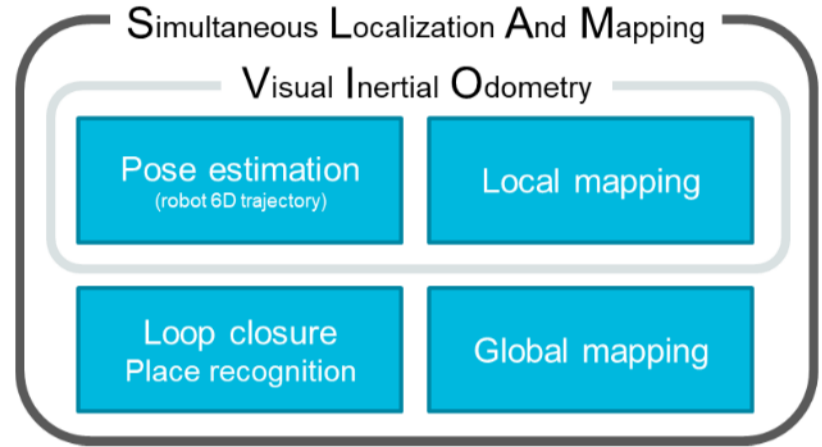 Simultaneous Localization And Mapping
Visual Inertial Odometry
Pose estimation
(robot 6D trajectory)
Local mapping
Loop closure
Place recognition
Global mapping